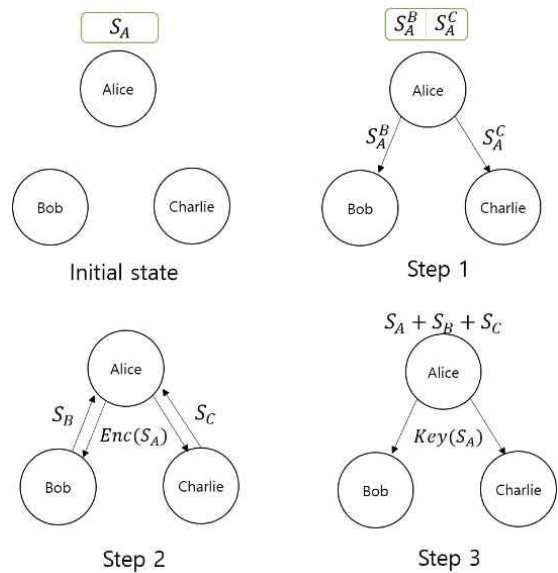 S_A
Alice
Bob
Charlie
Initial state
S_A^B S_A^C
Alice
S_A^B
S_A^C
Bob
Charlie
Step 1
Alice
S_B
S_C
Enc(S_A)
Bob
Charlie
Step 2
S_A + S_B + S_C
Alice
Key(S_A)
Bob
Charlie
Step 3